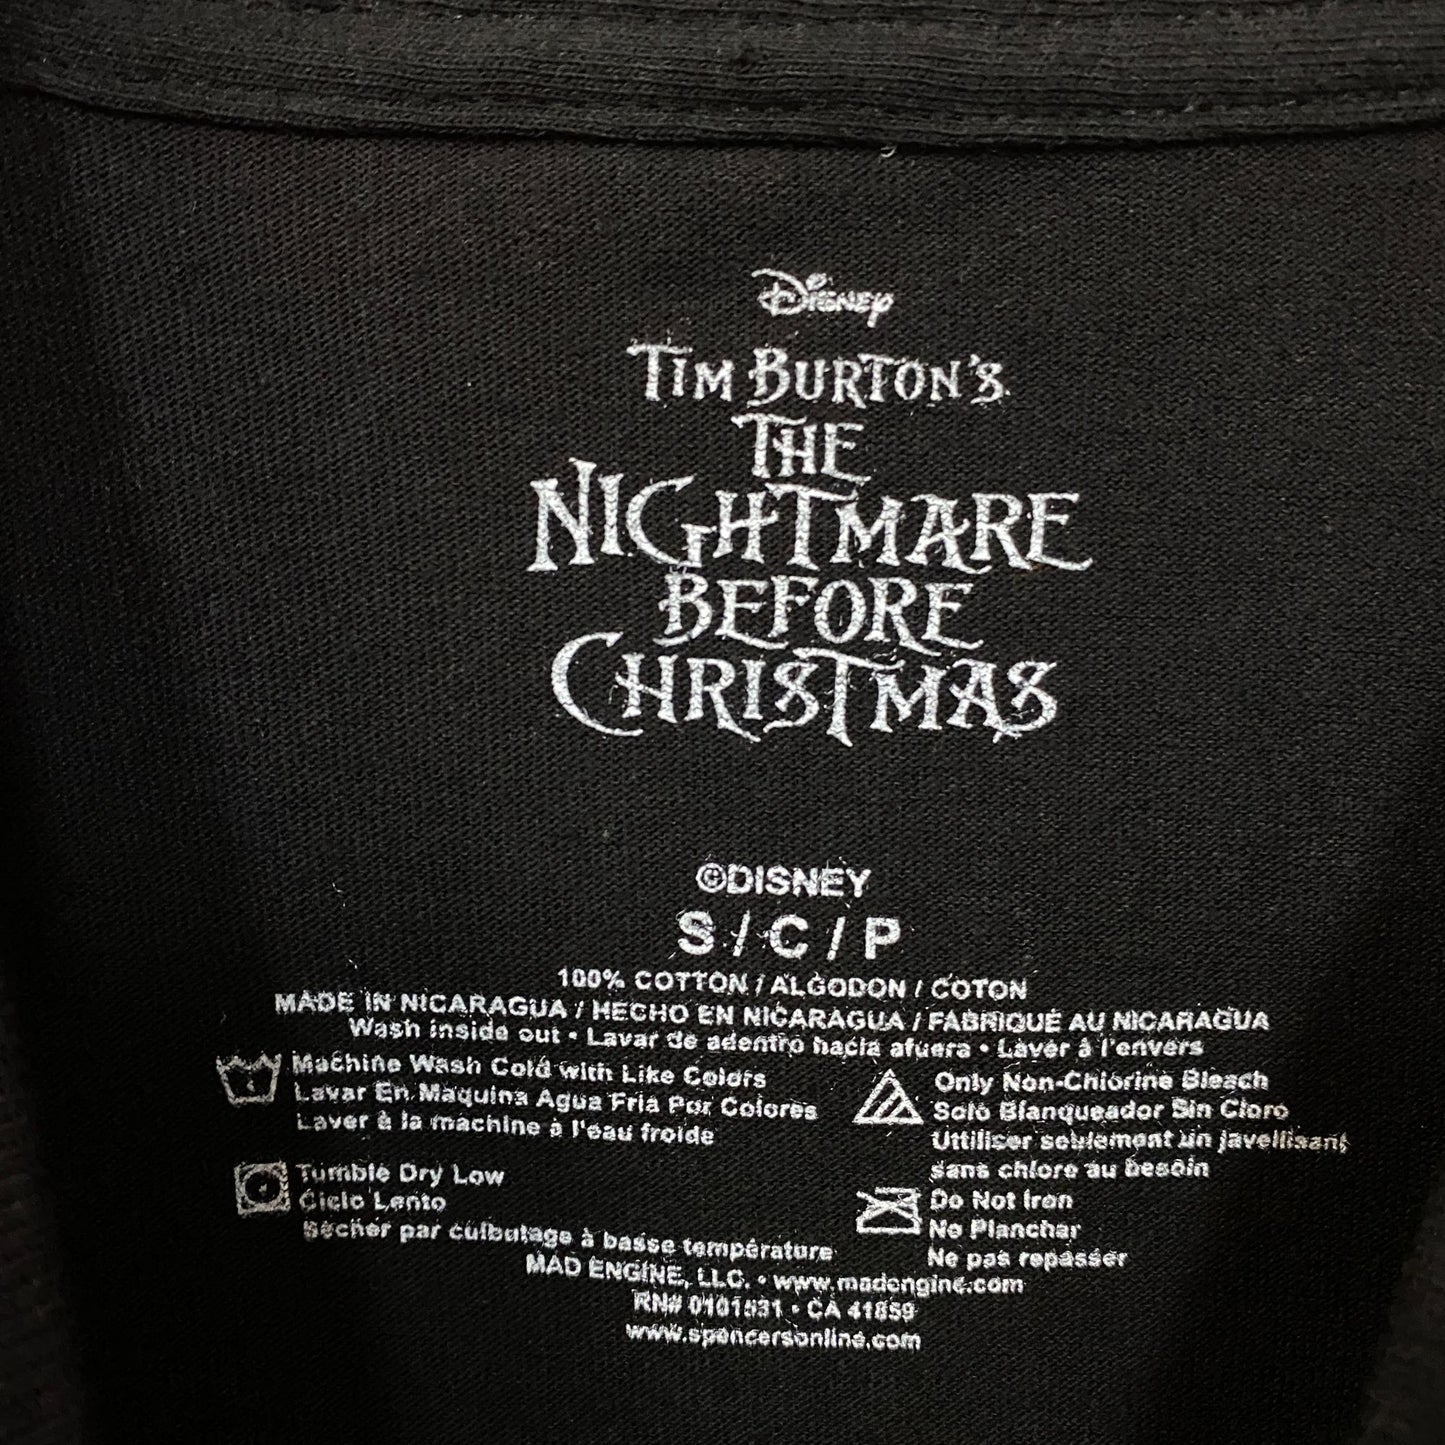 Disney
TIM BURTON'S
THE
NIGHTMARE
BEFORE
CHRISTMAS
©DISNEY
S / C / P
100% COTTON / ALGODON / COTON
MADE IN NICARAGUA / HECHO EN NICARAGUA / FABRIQUÉ AU NICARAGUA
Wash inside out • Lavar de adentro hacia afuera • Laver à l'envers
Machine Wash Cold with Like Colors
Lavar En Maquina Agua Fria Por Colores
Laver à la machine à l'eau froide
Only Non-Chlorine Bleach
Solo Blanqueador Sin Cloro
Uttiliser seulement un javellisant
sans chlore au besoin
Tumble Dry Low
Ciclo Lento
Sécher par culbutage à basse température
Do Not Iron
No Planchar
Ne pas repasser
MAD ENGINE, LLC. • www.madengine.com
RN# • CA 41859
www.spencersonline.com